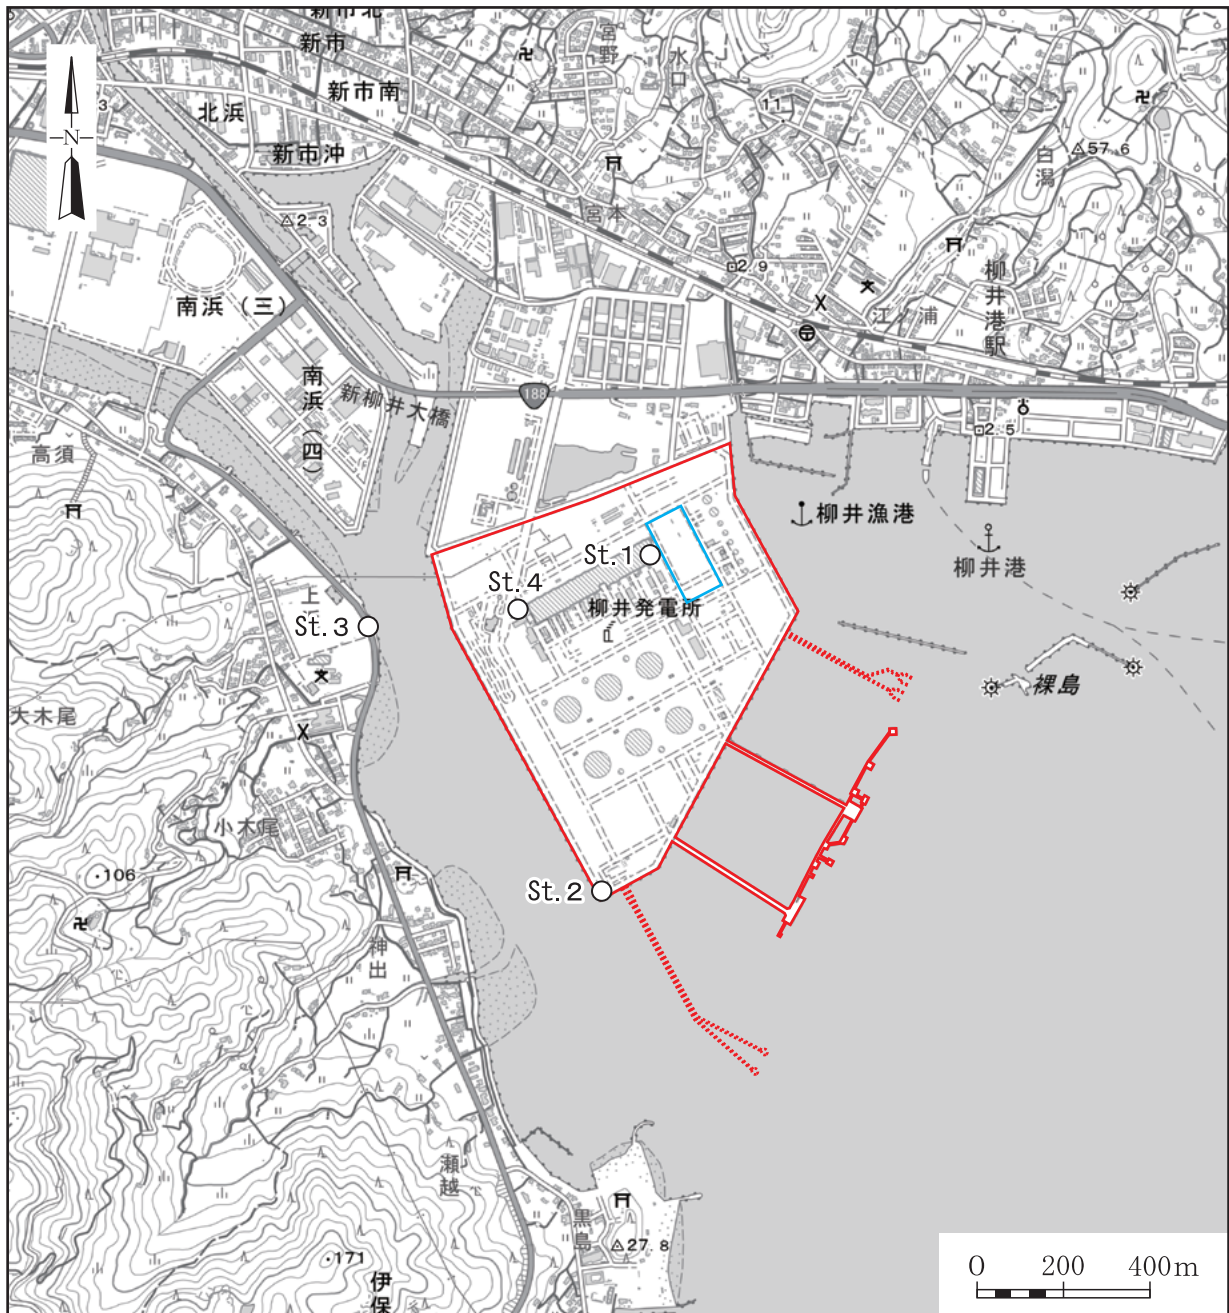 新市北
新市
宮野
水口
新市南
北浜
新市沖
11
白潟
57.6
N
3
宮本
2.3
2.9
柳井港駅
江ノ浦
南浜(三)
南浜(四)
新柳井大橋
188
2.5
高須
柳井漁港
柳井港
St.1
St.4
柳井発電所
St.3
裸島
大木尾
小木尾
106
St.2
神出
瀬越
黒島
27.8
171
伊保
0 200 400m